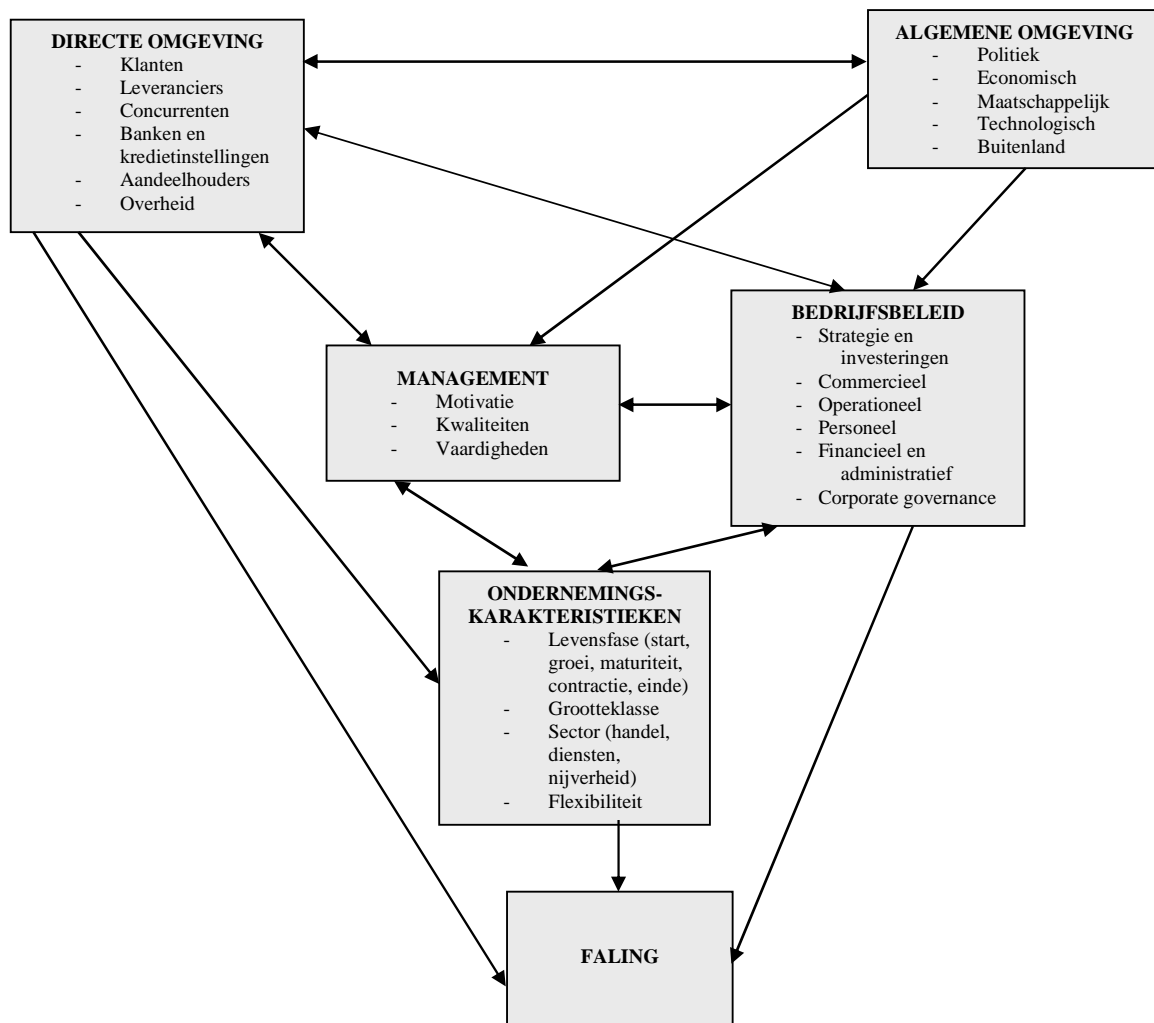 DIRECTE OMGEVING
- Klanten
- Leveranciers
- Concurrenten
- Banken en
kredietinstellingen
- Aandeelhouders
- Overheid
ALGEMENE OMGEVING
- Politiek
- Economisch
- Maatschappelijk
- Technologisch
- Buitenland
MANAGEMENT
- Motivatie
- Kwaliteiten
- Vaardigheden
BEDRIJFSBELEID
- Strategie en
investeringen
- Commercieel
- Operationeel
- Personeel
- Financieel en
administratief
- Corporate governance
ONDERNEMINGS-
KARAKTERISTIEKEN
- Levensfase (start,
groei, maturiteit,
contractie, einde)
- Grootteklasse
- Sector (handel,
diensten,
nijverheid)
- Flexibiliteit
FALING